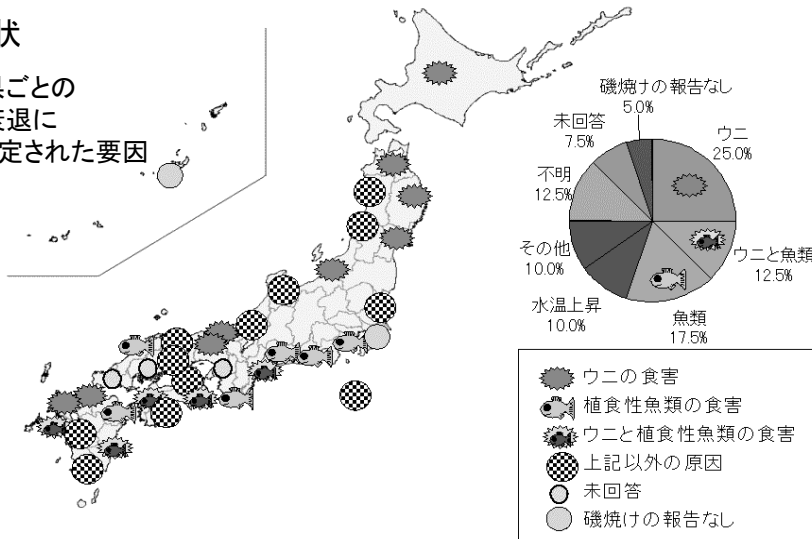 状
ごとの
退に
定された要因
磯焼けの報告なし
5.0%
未回答
7.5%
ウニ
25.0%
不明
12.5%
その他
10.0%
ウニと魚類
12.5%
水温上昇
10.0%
魚類
17.5%
ウニの食害
植食性魚類の食害
ウニと植食性魚類の食害
上記以外の原因
未回答
磯焼けの報告なし